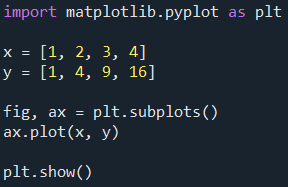 import matplotlib.pyplot as plt
x = [1, 2, 3, 4]
y = [1, 4, 9, 16]
fig, ax = plt.subplots()
ax.plot(x, y)
plt.show()